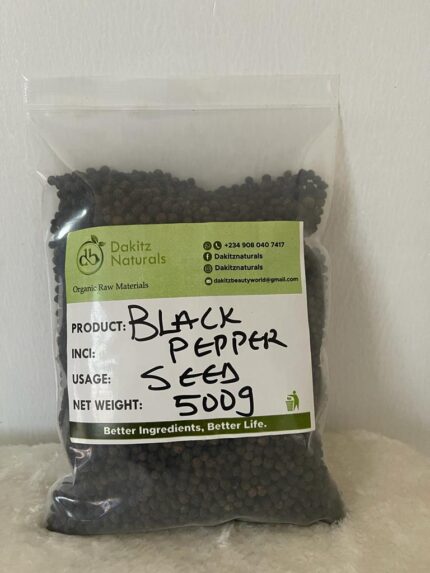 db
Dakitz
Naturals
+234 908 040 7417
Dakitznaturals
Dakitznaturals
dakitzbeautyworld@gmail.com
Organic Raw Materials
PRODUCT: BLACK
INCI: PEPPER
USAGE: SEED
NET WEIGHT: 500g
Better Ingredients, Better Life.